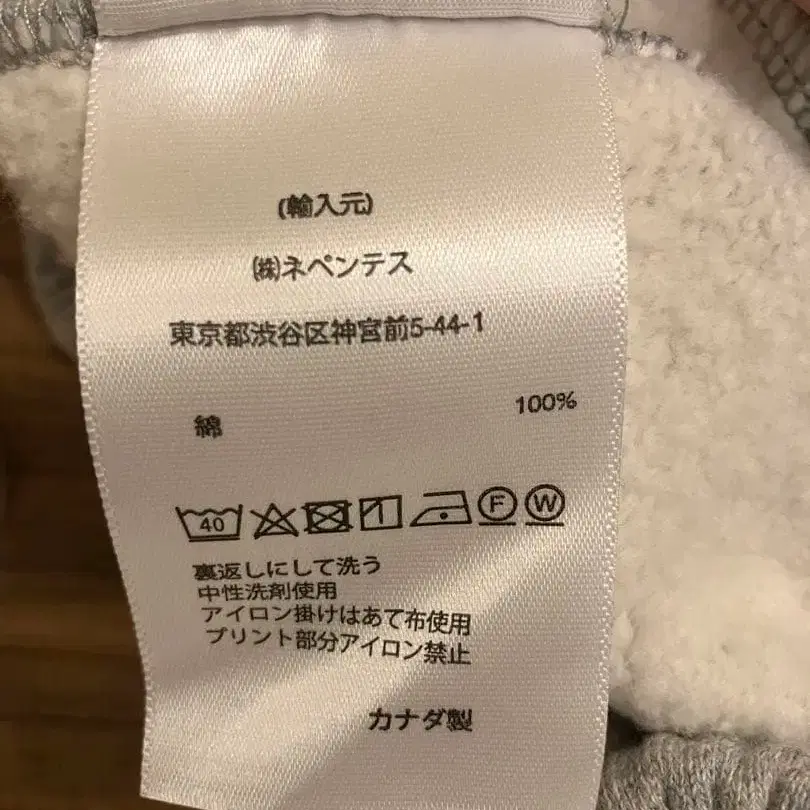 (輸入元)
㈱ネペンテス
東京都渋谷区神宮前5-44-1
綿 100%
40 F W
裏返しにして洗う
中性洗剤使用
アイロン掛けはあて布使用
プリント部分アイロン禁止
カナダ製